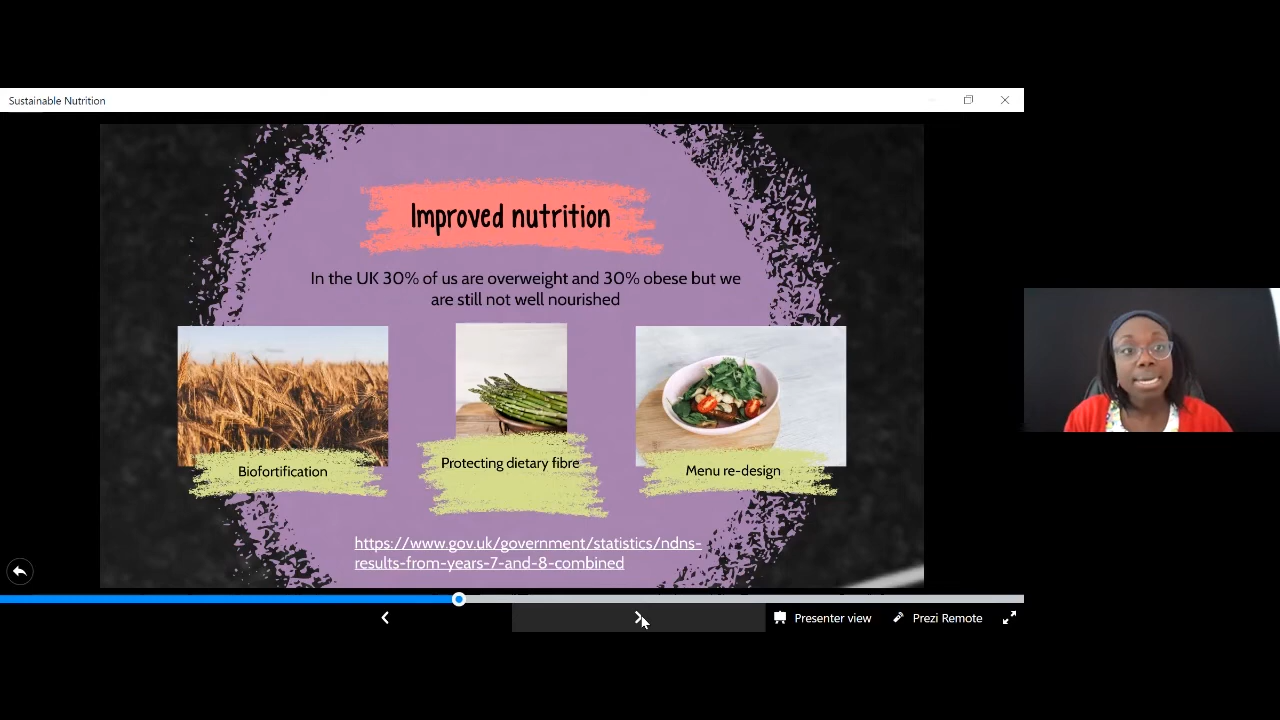 Sustainable Nutrition
Improved nutrition
In the UK 30% of us are overweight and 30% obese but we
are still not well nourished
Biofortification
Protecting dietary fibre
Menu re-design
https://www.gov.uk/government/statistics/ndns-
results-from-years-7-and-8-combined
Presenter view
Prezi Remote